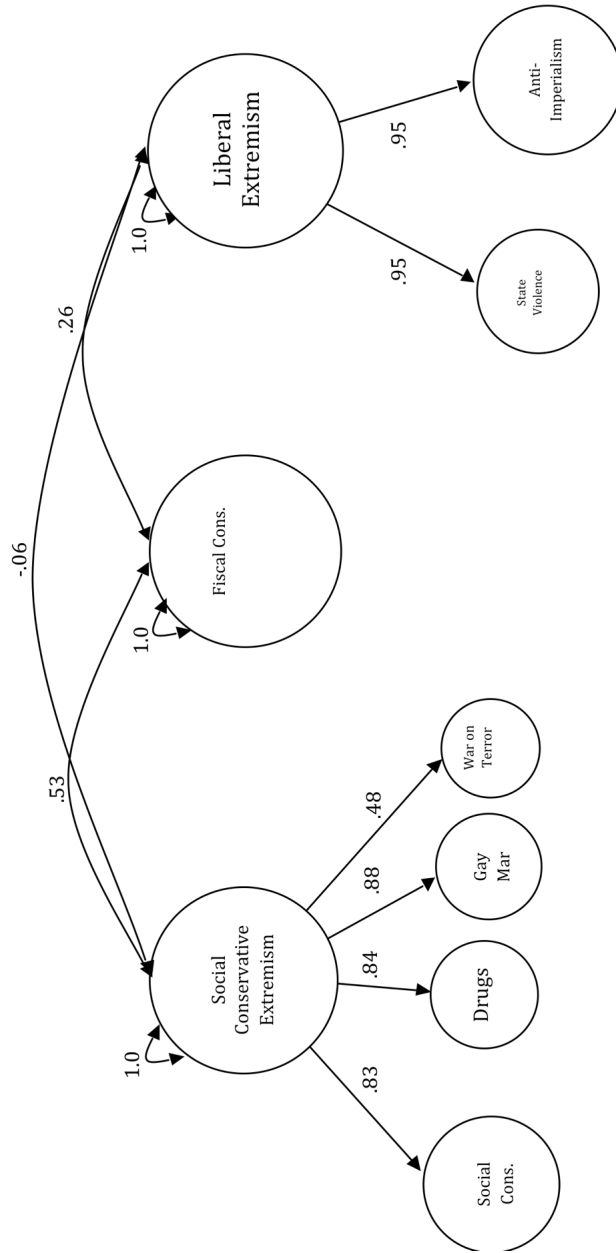 -.06
.53
.26
1.0
1.0
1.0
Social
Conservative
Extremism
Fiscal Cons.
Liberal
Extremism
.83
.84
.88
.48
.95
.95
Social
Cons.
Drugs
Gay
Mar
War on
Terror
State
Violence
Anti-
Imperialism